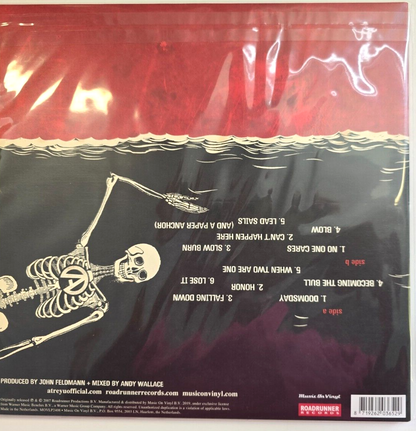 side a
1. DOOMSDAY
2. HONOR
3. FALLING DOWN
4. BECOMING THE BULL
5. WHEN TWO ARE ONE
6. LOSE IT
side b
1. NO ONE CARES
2. CAN'T HAPPEN HERE
3. SLOW BURN
4. BLOW
5. LEAD SAILS
(AND A PAPER ANCHOR)
PRODUCED BY JOHN FELDMANN • MIXED BY ANDY WALLACE
atreyuofficial.com roadrunnerrecords.com musiconvinyl.com
Music On Vinyl
ROADRUNNER
RECORDS